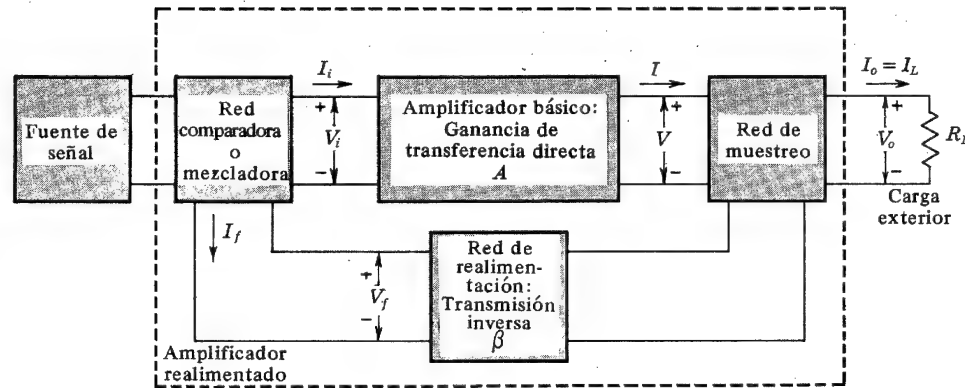 Fuente de
señal
Red
comparadora
o
mezcladora
I_i
+
V_i
−
Amplificador básico:
Ganancia de
transferencia directa
A
I
+
V
−
Red de
muestreo
I_o = I_L
+
V_o
−
Carga
exterior
I_f
+
V_f
−
Red de
realimen-
tación:
Transmisión
inversa
β
Amplificador
realimentado